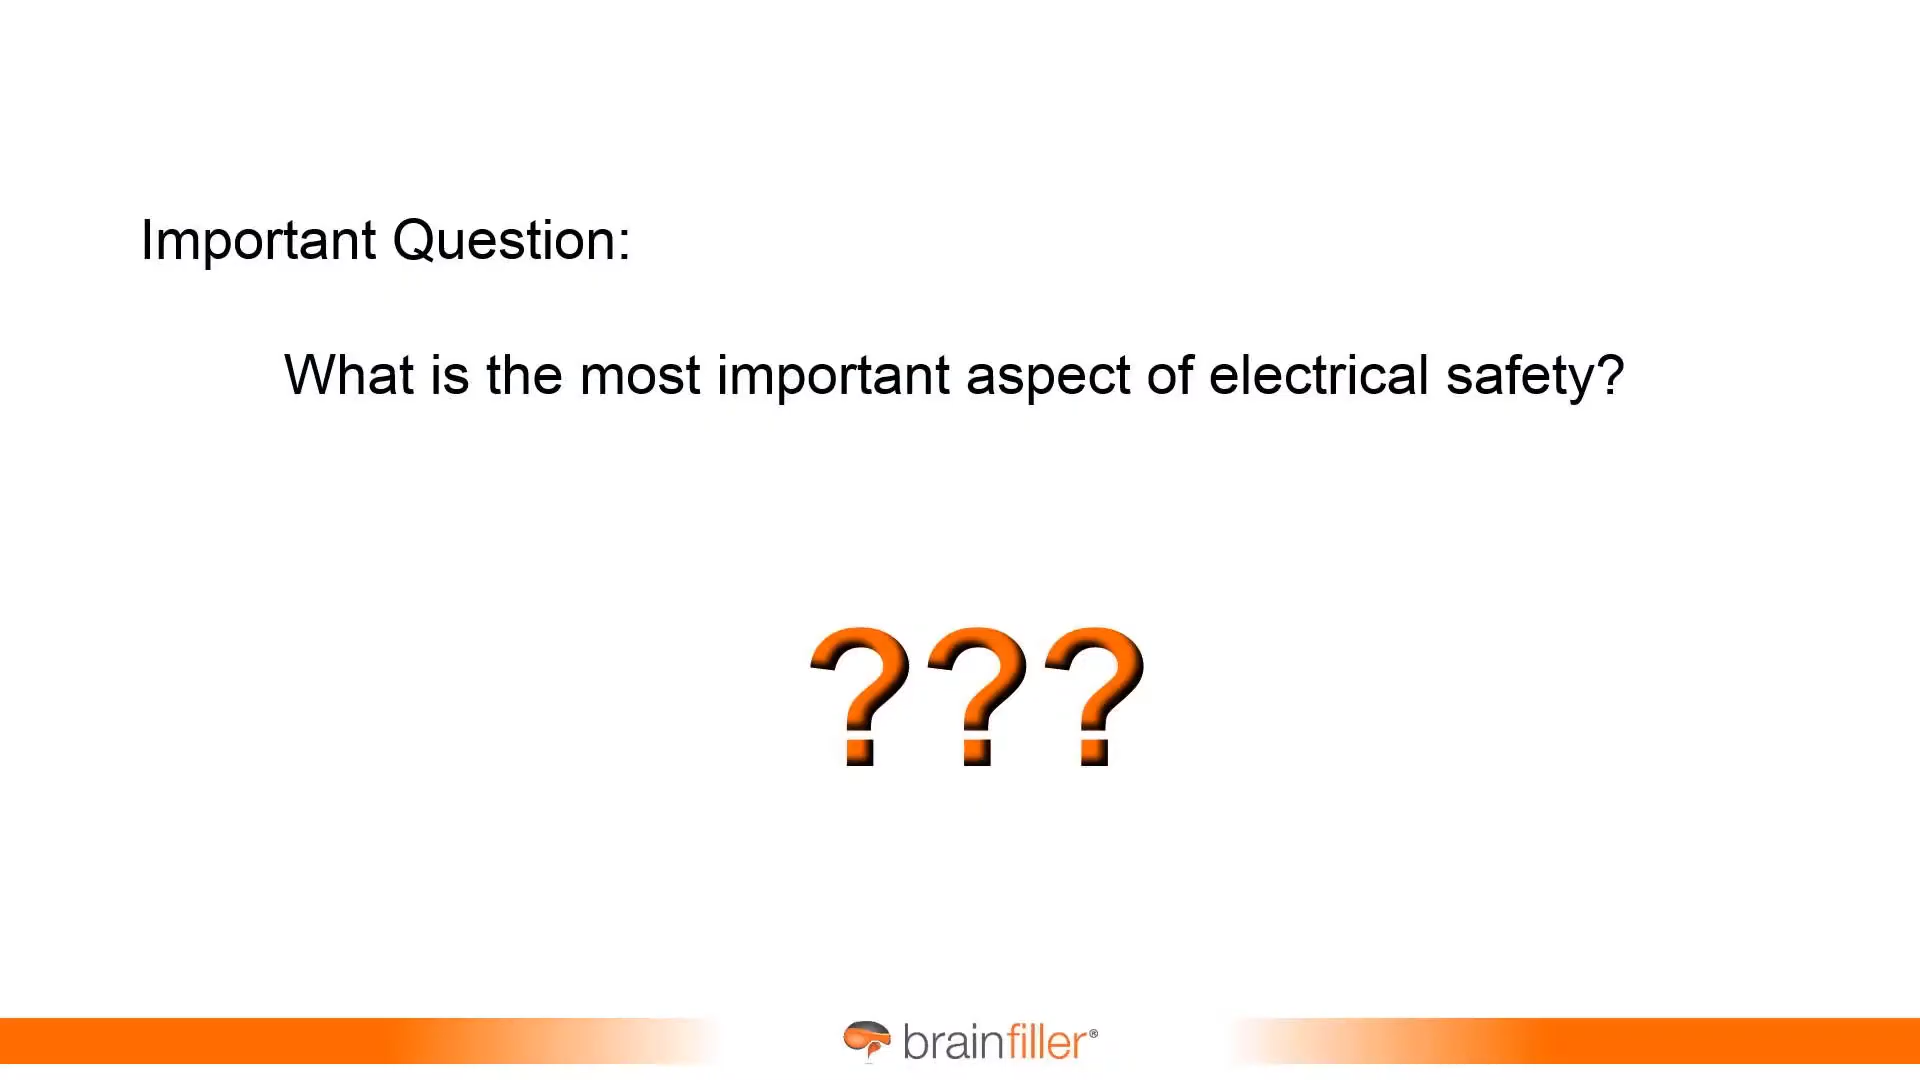 Important Question:
What is the most important aspect of electrical safety?
???
brainfiller®